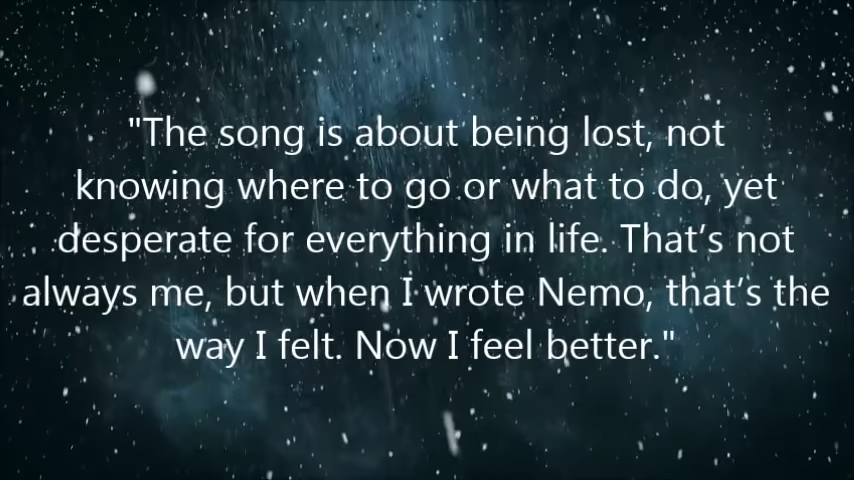 "The song is about being lost, not
knowing where to go or what to do, yet
desperate for everything in life. That’s not
always me, but when I wrote Nemo, that’s the
way I felt. Now I feel better."